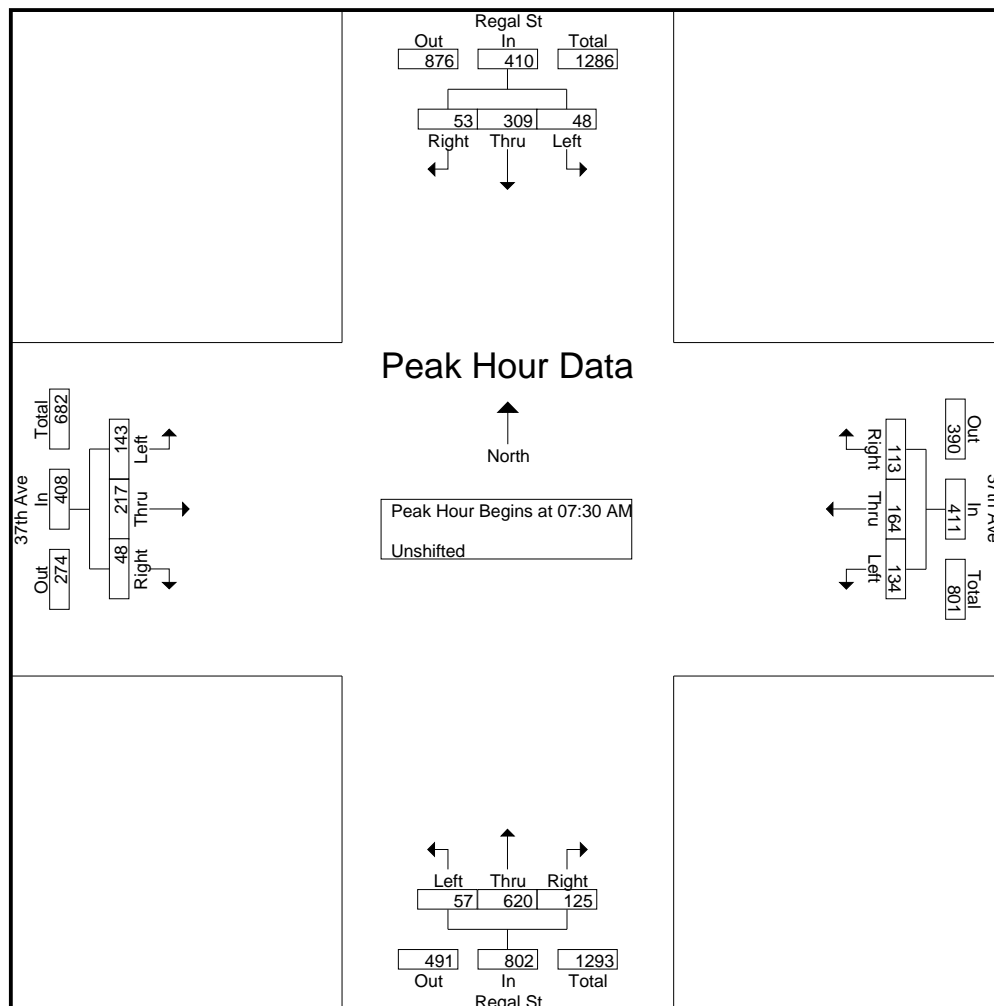 Regal St
Out In Total
876 410 1286
53 309 48
Right Thru Left
Peak Hour Data
North
Peak Hour Begins at 07:30 AM
Unshifted
37th Ave
Total In Out
682 408 274
143 217 48
Left Thru Right
Right Thru Left
113 164 134
Out In Total
390 411 801
37th Ave
Left Thru Right
57 620 125
491 802 1293
Out In Total
Regal St